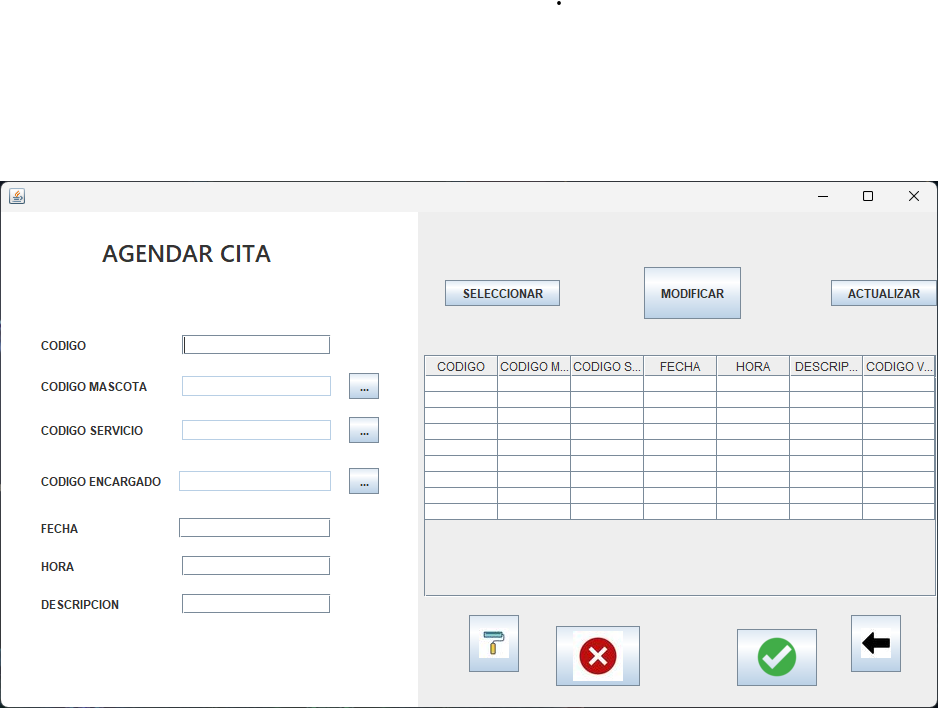 AGENDAR CITA
SELECCIONAR
MODIFICAR
ACTUALIZAR
CODIGO
CODIGO MASCOTA
...
CODIGO SERVICIO
...
CODIGO ENCARGADO
...
FECHA
HORA
DESCRIPCION
CODIGO CODIGO M... CODIGO S... FECHA HORA DESCRIP... CODIGO V...